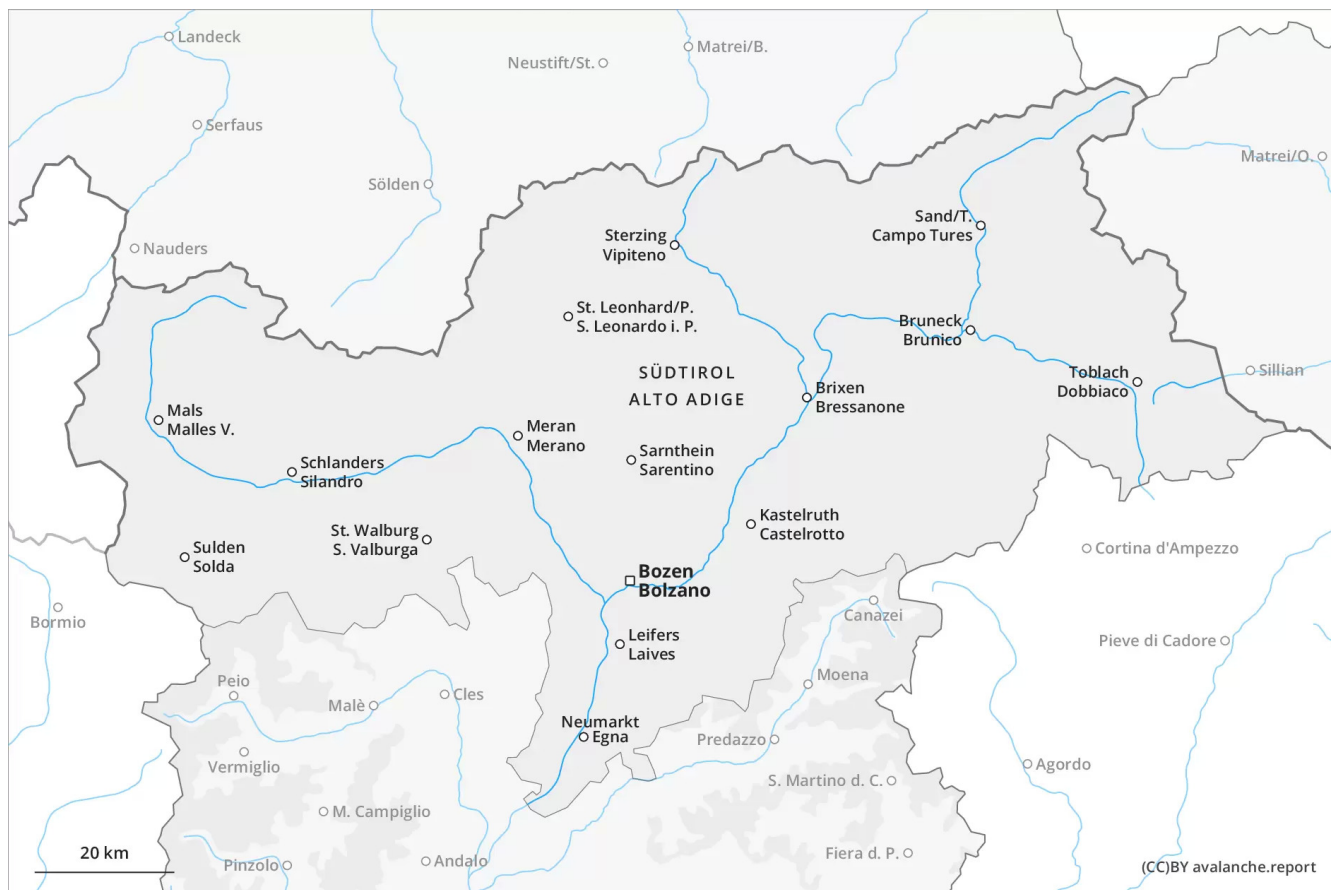 Landeck
Matrei/B.
Neustift/St.
Serfaus
Matrei/O.
Sölden
Sand/T.
Campo Tures
Sterzing
Vipiteno
Nauders
St. Leonhard/P.
S. Leonardo i. P.
Bruneck
Brunico
SÜDTIROL
ALTO ADIGE
Toblach
Dobbiaco
Sillian
Brixen
Bressanone
Mals
Malles V.
Meran
Merano
Sarnthein
Sarentino
Schlanders
Silandro
Kastelruth
Castelrotto
St. Walburg
S. Valburga
Sulden
Solda
Cortina d'Ampezzo
Bozen
Bolzano
Bormio
Canazei
Leifers
Laives
Pieve di Cadore
Peio
Moena
Malè
Cles
Neumarkt
Egna
Predazzo
Vermiglio
Agordo
S. Martino d. C.
M. Campiglio
20 km
Pinzolo
Andalo
Fiera d. P.
(CC)BY avalanche.report